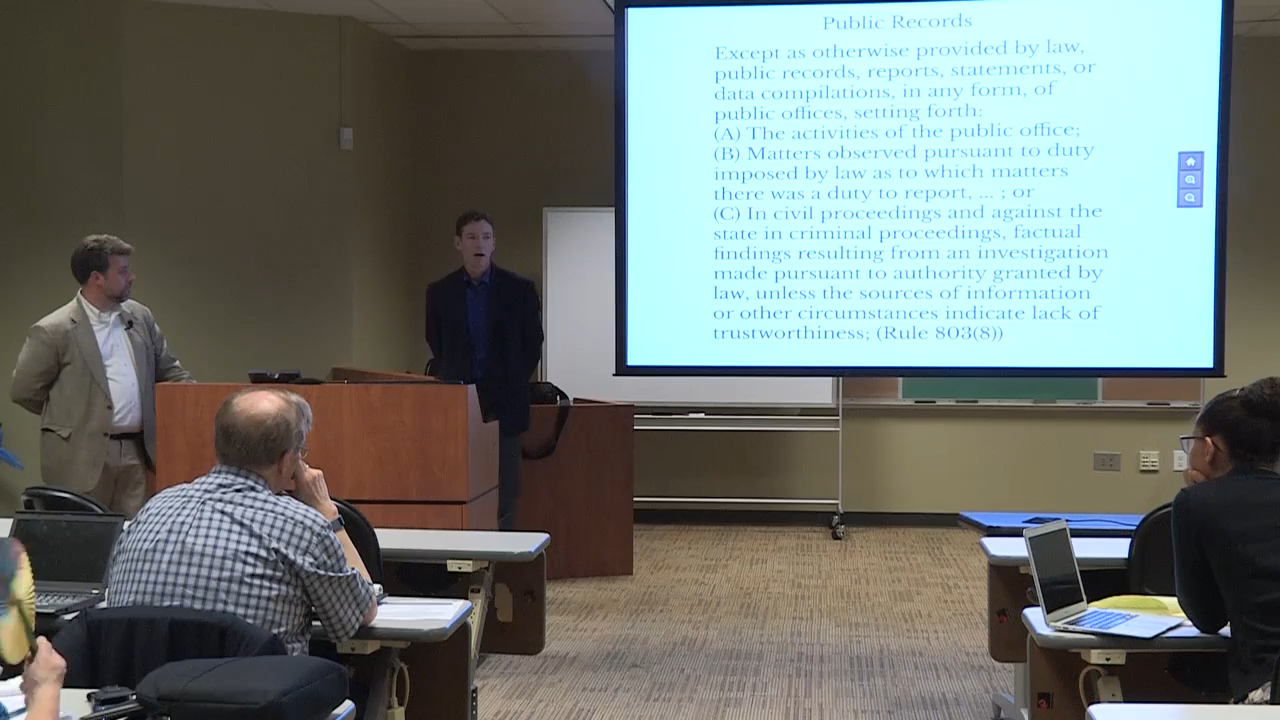 Public Records
Except as otherwise provided by law,
public records, reports, statements, or
data compilations, in any form, of
public offices, setting forth:
(A) The activities of the public office;
(B) Matters observed pursuant to duty
imposed by law as to which matters
there was a duty to report, ... ; or
(C) In civil proceedings and against the
state in criminal proceedings, factual
findings resulting from an investigation
made pursuant to authority granted by
law, unless the sources of information
or other circumstances indicate lack of
trustworthiness; (Rule 803(8))